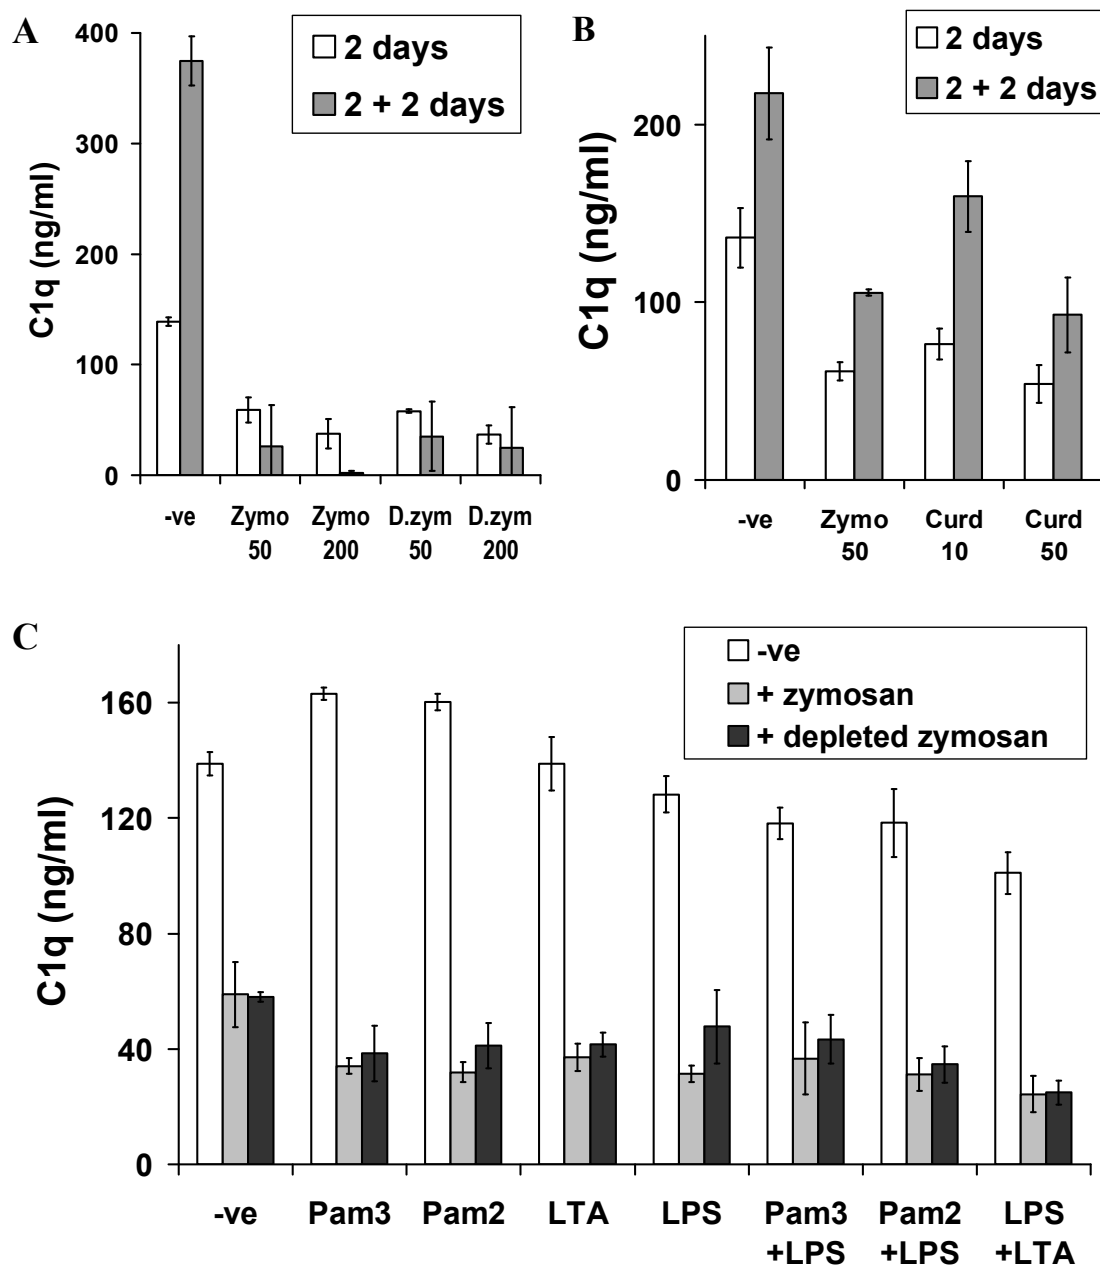 A
C1q (ng/ml)
400
300
200
100
0
2 days
2 + 2 days
-ve
Zymo
50
Zymo
200
D.zym
50
D.zym
200
B
C1q (ng/ml)
200
100
0
2 days
2 + 2 days
-ve
Zymo
50
Curd
10
Curd
50
C
C1q (ng/ml)
160
120
80
40
0
-ve
+ zymosan
+ depleted zymosan
-ve
Pam3
Pam2
LTA
LPS
Pam3
+LPS
Pam2
+LPS
LPS
+LTA